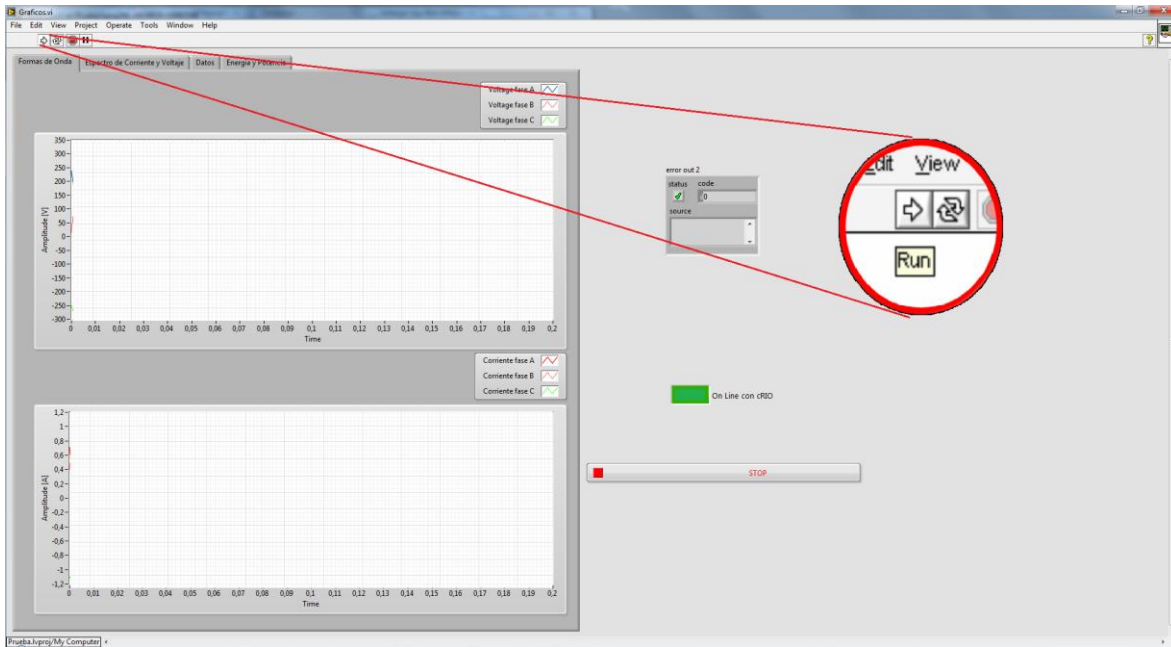 Graficos.vi
File Edit View Project Operate Tools Window Help
Formas de Onda Espectro de Corriente y Voltaje Datos Energia y Potencia
Voltage fase A
Voltage fase B
Voltage fase C
350
300
250
200
150
100
50
0
-50
-100
-150
-200
-250
-300
Amplitude [V]
0 0,01 0,02 0,03 0,04 0,05 0,06 0,07 0,08 0,09 0,1 0,11 0,12 0,13 0,14 0,15 0,16 0,17 0,18 0,19 0,2
Time
Corriente fase A
Corriente fase B
Corriente fase C
1,2
1
0,8
0,6
0,4
0,2
0
-0,2
-0,4
-0,6
-0,8
-1
-1,2
Amplitude [A]
0 0,01 0,02 0,03 0,04 0,05 0,06 0,07 0,08 0,09 0,1 0,11 0,12 0,13 0,14 0,15 0,16 0,17 0,18 0,19 0,2
Time
error out 2
status code
0
source
Edit View
Run
On Line con cRIO
STOP
Prueba.lvproj/My Computer